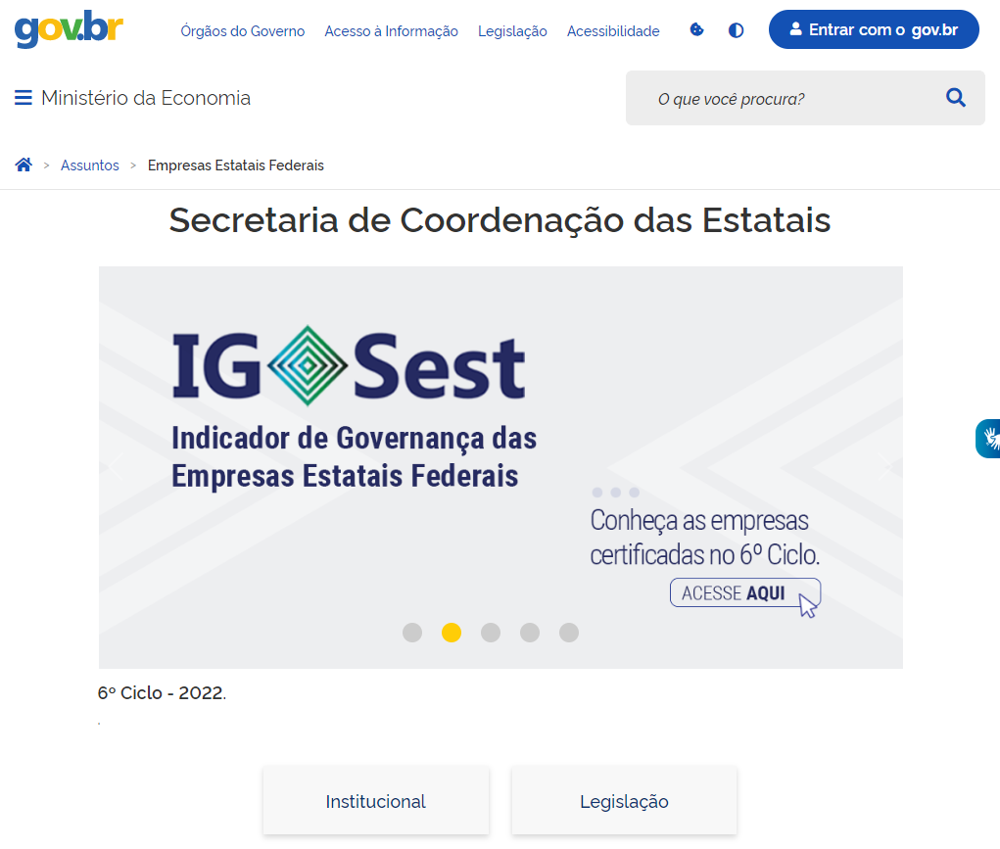 gov.br
Órgãos do Governo Acesso à Informação Legislação Acessibilidade Entrar com o gov.br
Ministério da Economia
O que você procura?
> Assuntos > Empresas Estatais Federais
Secretaria de Coordenação das Estatais
IG Sest
Indicador de Governança das
Empresas Estatais Federais
Conheça as empresas
certificadas no 6º Ciclo.
ACESSE AQUI
6º Ciclo - 2022.
.
Institucional Legislação